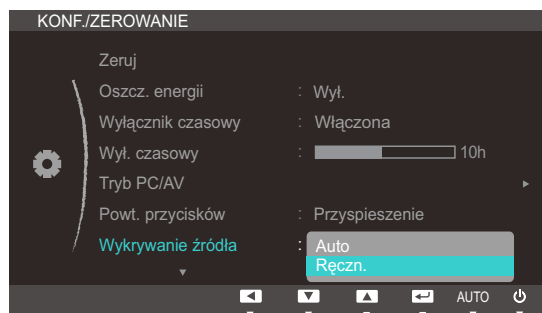 KONF./ZEROWANIE
Zeruj
Oszcz. energii : Wył.
Wyłącznik czasowy : Włączona
Wył. czasowy : 10h
Tryb PC/AV
Powt. przycisków : Przyspieszenie
Wykrywanie źródła : Auto
Ręczn.
AUTO